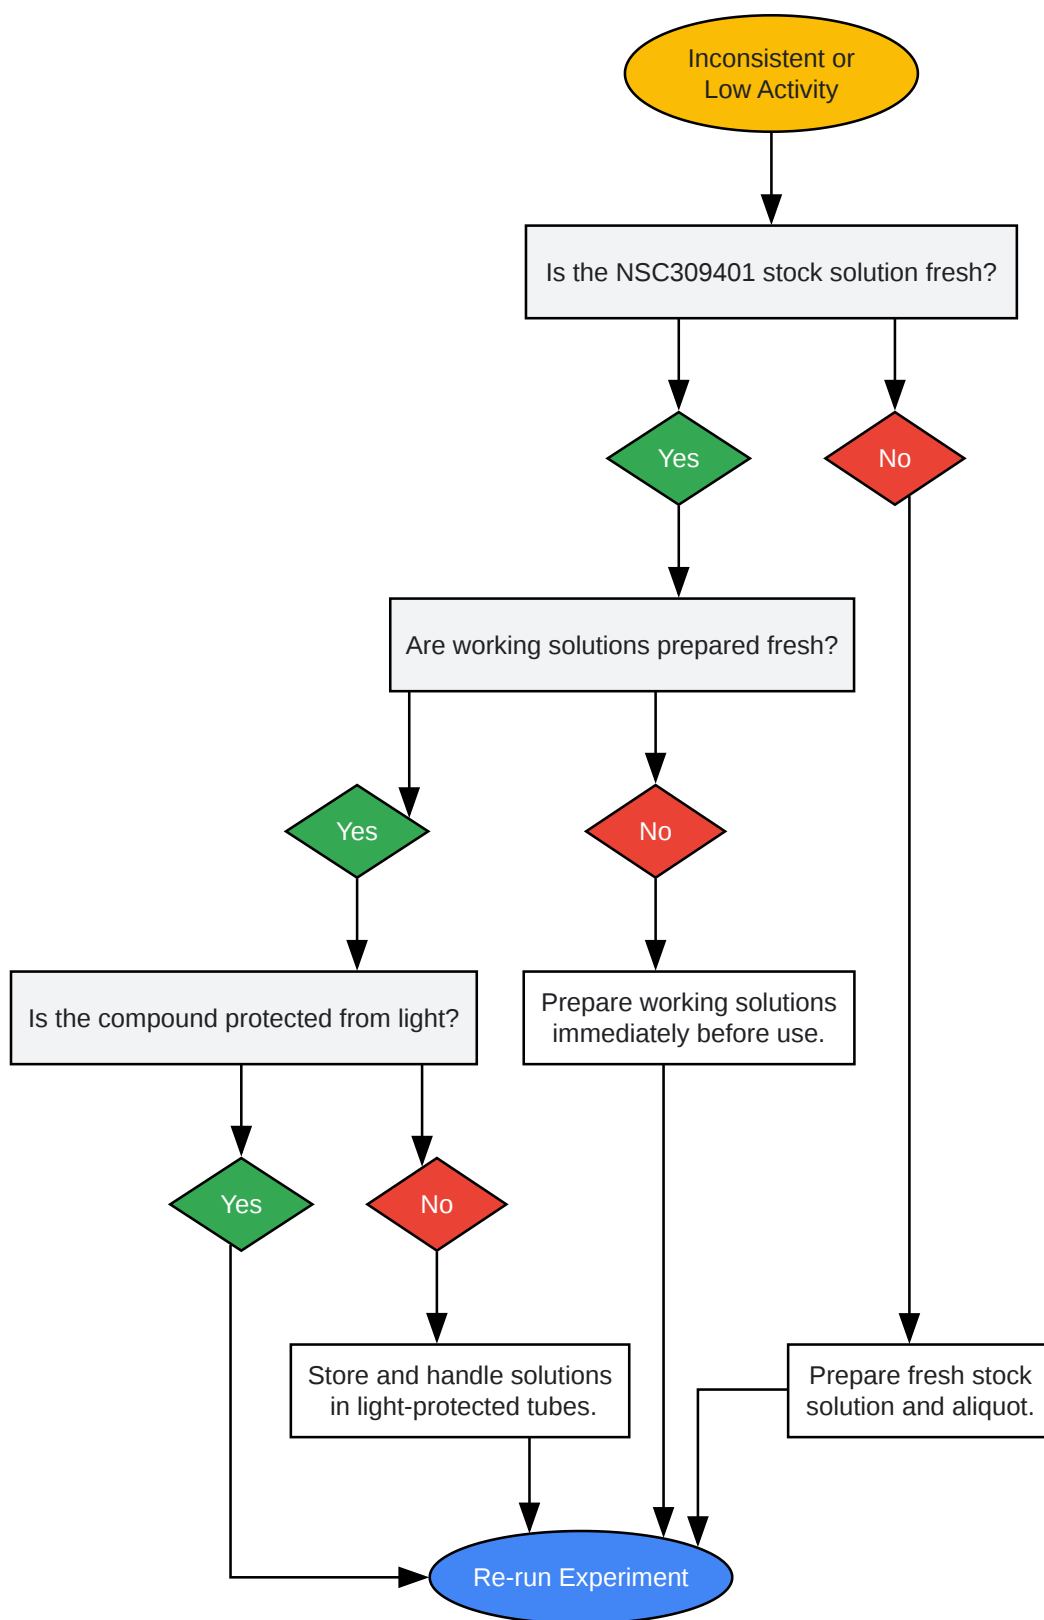 Inconsistent or
Low Activity
Is the NSC309401 stock solution fresh?
Yes
No
Are working solutions prepared fresh?
Yes
No
Is the compound protected from light?
Prepare working solutions
immediately before use.
Yes
No
Store and handle solutions
in light-protected tubes.
Prepare fresh stock
solution and aliquot.
Re-run Experiment